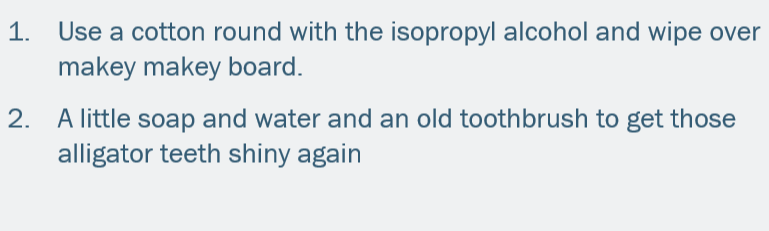 1. Use a cotton round with the isopropyl alcohol and wipe over
makey makey board.
2. A little soap and water and an old toothbrush to get those
alligator teeth shiny again